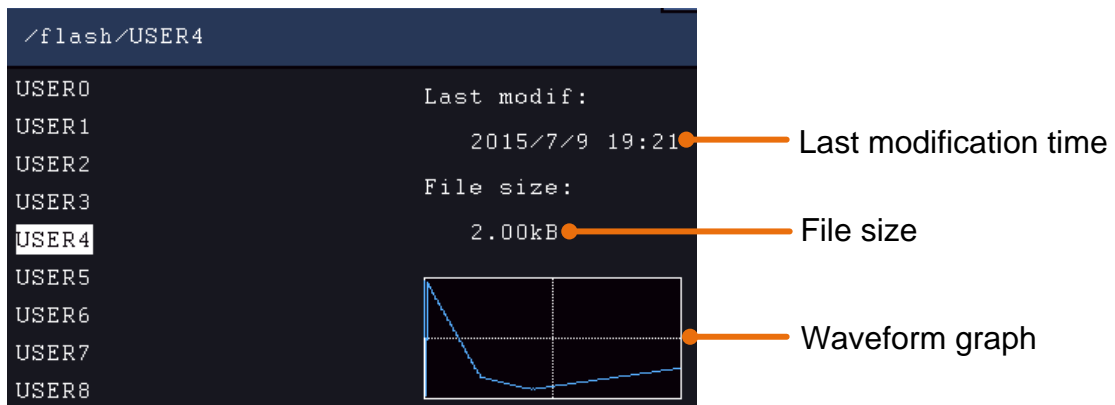 /flash/USER4
USER0
USER1
USER2
USER3
USER4
USER5
USER6
USER7
USER8
Last modif:
2015/7/9 19:21
File size:
2.00kB
Last modification time
File size
Waveform graph